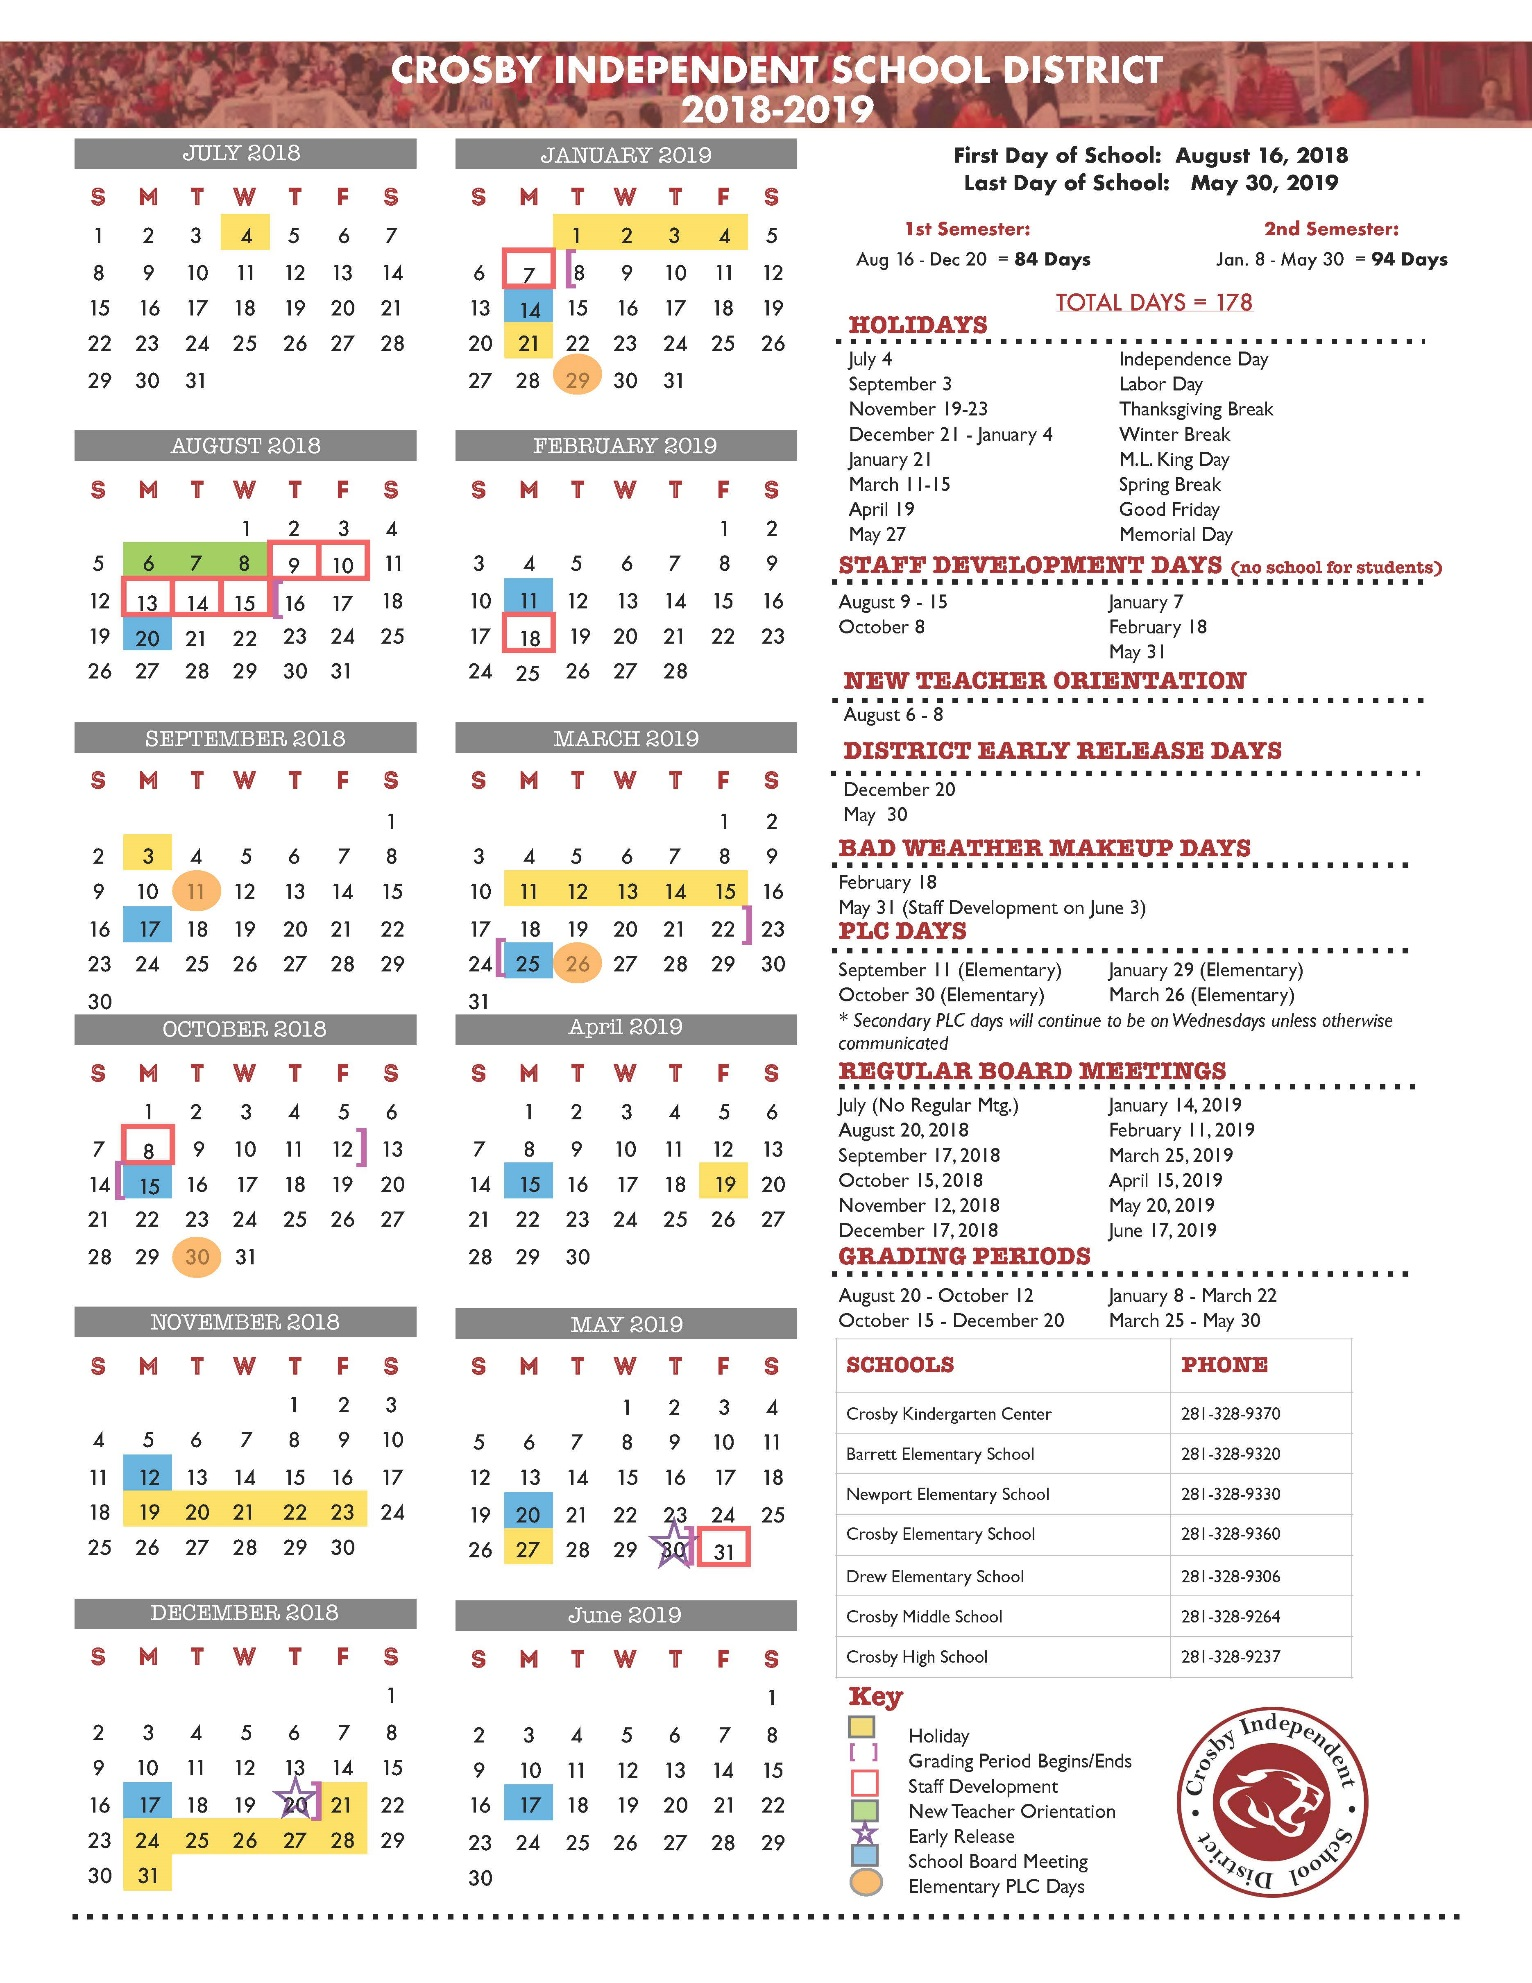 CROSBY INDEPENDENT SCHOOL DISTRICT
2018-2019
JULY 2018
S M T W T F S
1 2 3 4 5 6 7
8 9 10 11 12 13 14
15 16 17 18 19 20 21
22 23 24 25 26 27 28
29 30 31
AUGUST 2018
S M T W T F S
1 2 3 4
5 6 7 8 9 10 11
12 13 14 15 [16 17 18
19 20 21 22 23 24 25
26 27 28 29 30 31
SEPTEMBER 2018
S M T W T F S
1
2 3 4 5 6 7 8
9 10 11 12 13 14 15
16 17 18 19 20 21 22
23 24 25 26 27 28 29
30
OCTOBER 2018
S M T W T F S
1 2 3 4 5 6
7 8 9 10 11 12] 13
14 [15 16 17 18 19 20
21 22 23 24 25 26 27
28 29 30 31
NOVEMBER 2018
S M T W T F S
1 2 3
4 5 6 7 8 9 10
11 12 13 14 15 16 17
18 19 20 21 22 23 24
25 26 27 28 29 30
DECEMBER 2018
S M T W T F S
1
2 3 4 5 6 7 8
9 10 11 12 13 14 15
16 17 18 19 20] 21 22
23 24 25 26 27 28 29
30 31
JANUARY 2019
S M T W T F S
1 2 3 4 5
6 7 [8 9 10 11 12
13 14 15 16 17 18 19
20 21 22 23 24 25 26
27 28 29 30 31
FEBRUARY 2019
S M T W T F S
1 2
3 4 5 6 7 8 9
10 11 12 13 14 15 16
17 18 19 20 21 22 23
24 25 26 27 28
MARCH 2019
S M T W T F S
1 2
3 4 5 6 7 8 9
10 11 12 13 14 15 16
17 18 19 20 21 22] 23
24 [25 26 27 28 29 30
31
April 2019
S M T W T F S
1 2 3 4 5 6
7 8 9 10 11 12 13
14 15 16 17 18 19 20
21 22 23 24 25 26 27
28 29 30
MAY 2019
S M T W T F S
1 2 3 4
5 6 7 8 9 10 11
12 13 14 15 16 17 18
19 20 21 22 23 24 25
26 27 28 29 30] 31
June 2019
S M T W T F S
1
2 3 4 5 6 7 8
9 10 11 12 13 14 15
16 17 18 19 20 21 22
23 24 25 26 27 28 29
30
First Day of School: August 16, 2018
Last Day of School: May 30, 2019
1st Semester: 2nd Semester:
Aug 16 - Dec 20 = 84 Days Jan. 8 - May 30 = 94 Days
TOTAL DAYS = 178
HOLIDAYS
July 4 Independence Day
September 3 Labor Day
November 19-23 Thanksgiving Break
December 21 - January 4 Winter Break
January 21 M.L. King Day
March 11-15 Spring Break
April 19 Good Friday
May 27 Memorial Day
STAFF DEVELOPMENT DAYS (no school for students)
August 9 - 15 January 7
October 8 February 18
May 31
NEW TEACHER ORIENTATION
August 6 - 8
DISTRICT EARLY RELEASE DAYS
December 20
May 30
BAD WEATHER MAKEUP DAYS
February 18
May 31 (Staff Development on June 3)
PLC DAYS
September 11 (Elementary) January 29 (Elementary)
October 30 (Elementary) March 26 (Elementary)
* Secondary PLC days will continue to be on Wednesdays unless otherwise
communicated
REGULAR BOARD MEETINGS
July (No Regular Mtg.) January 14, 2019
August 20, 2018 February 11, 2019
September 17, 2018 March 25, 2019
October 15, 2018 April 15, 2019
November 12, 2018 May 20, 2019
December 17, 2018 June 17, 2019
GRADING PERIODS
August 20 - October 12 January 8 - March 22
October 15 - December 20 March 25 - May 30
SCHOOLS PHONE
Crosby Kindergarten Center 281-328-9370
Barrett Elementary School 281-328-9320
Newport Elementary School 281-328-9330
Crosby Elementary School 281-328-9360
Drew Elementary School 281-328-9306
Crosby Middle School 281-328-9264
Crosby High School 281-328-9237
Key
Holiday
[ ] Grading Period Begins/Ends
Staff Development
New Teacher Orientation
Early Release
School Board Meeting
Elementary PLC Days
Crosby Independent • School District •